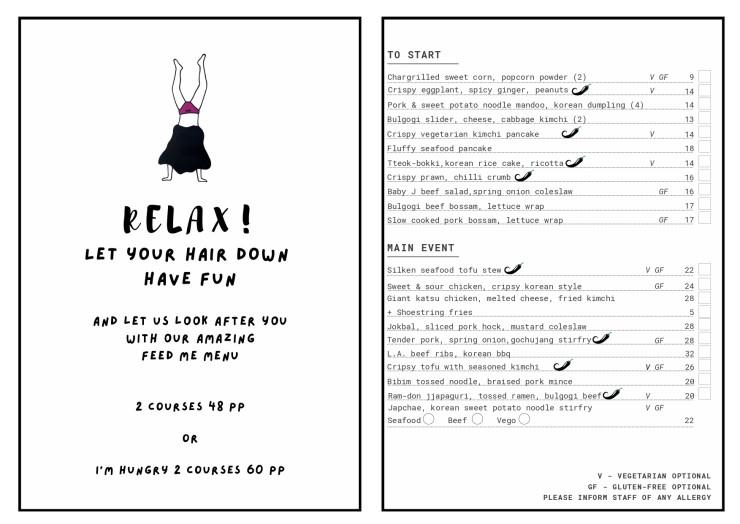 RELAX!
LET YOUR HAIR DOWN
HAVE FUN
AND LET US LOOK AFTER YOU
WITH OUR AMAZING
FEED ME MENU
2 COURSES 48 PP
OR
I'M HUNGRY 2 COURSES 60 PP
TO START
Chargrilled sweet corn, popcorn powder (2) V GF 9
Crispy eggplant, spicy ginger, peanuts V 14
Pork & sweet potato noodle mandoo, korean dumpling (4) 14
Bulgogi slider, cheese, cabbage kimchi (2) 13
Crispy vegetarian kimchi pancake V 14
Fluffy seafood pancake 18
Tteok-bokki,korean rice cake, ricotta V 14
Crispy prawn, chilli crumb 16
Baby J beef salad,spring onion coleslaw GF 16
Bulgogi beef bossam, lettuce wrap 17
Slow cooked pork bossam, lettuce wrap GF 17
MAIN EVENT
Silken seafood tofu stew V GF 22
Sweet & sour chicken, cripsy korean style GF 24
Giant katsu chicken, melted cheese, fried kimchi 28
+ Shoestring fries 5
Jokbal, sliced pork hock, mustard coleslaw 28
Tender pork, spring onion,gochujang stirfry GF 28
L.A. beef ribs, korean bbq 32
Cripsy tofu with seasoned kimchi V GF 26
Bibim tossed noodle, braised pork mince 20
Ram-don jjapaguri, tossed ramen, bulgogi beef V 20
Japchae, korean sweet potato noodle stirfry V GF
Seafood Beef Vego 22
V - VEGETARIAN OPTIONAL
GF - GLUTEN-FREE OPTIONAL
PLEASE INFORM STAFF OF ANY ALLERGY